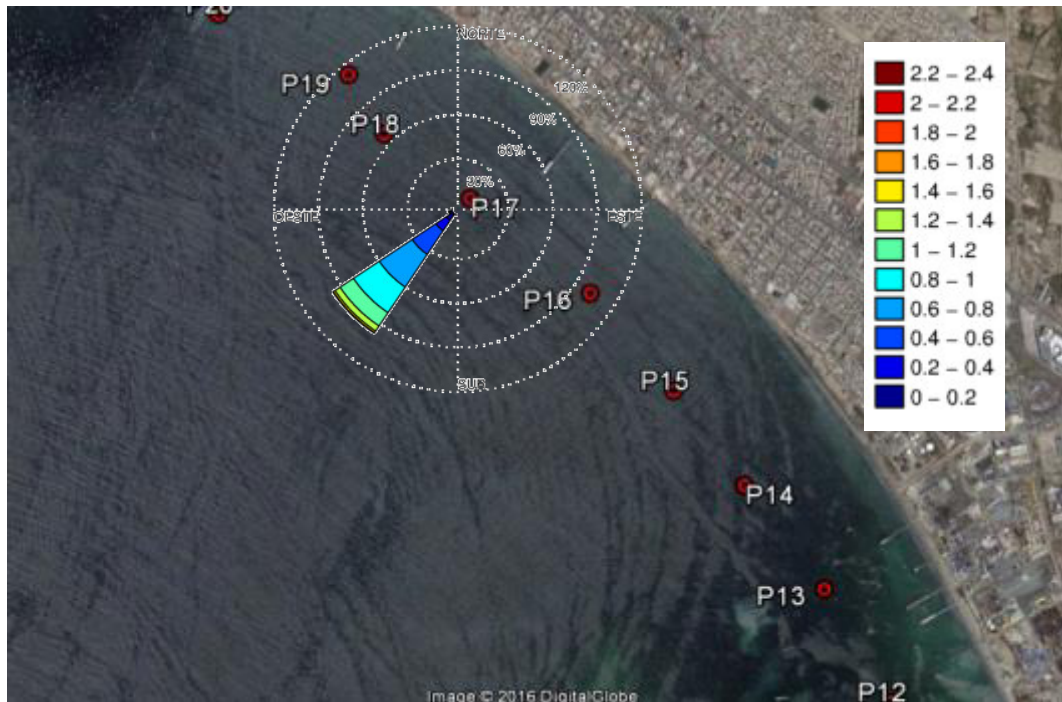 P20
NORTE
P19
120%
P18
90%
60%
30%
P17
OESTE
ESTE
P16
SUR
P15
P14
P13
P12
Image © 2016 DigitalGlobe
2.2 – 2.4
2 – 2.2
1.8 – 2
1.6 – 1.8
1.4 – 1.6
1.2 – 1.4
1 – 1.2
0.8 – 1
0.6 – 0.8
0.4 – 0.6
0.2 – 0.4
0 – 0.2